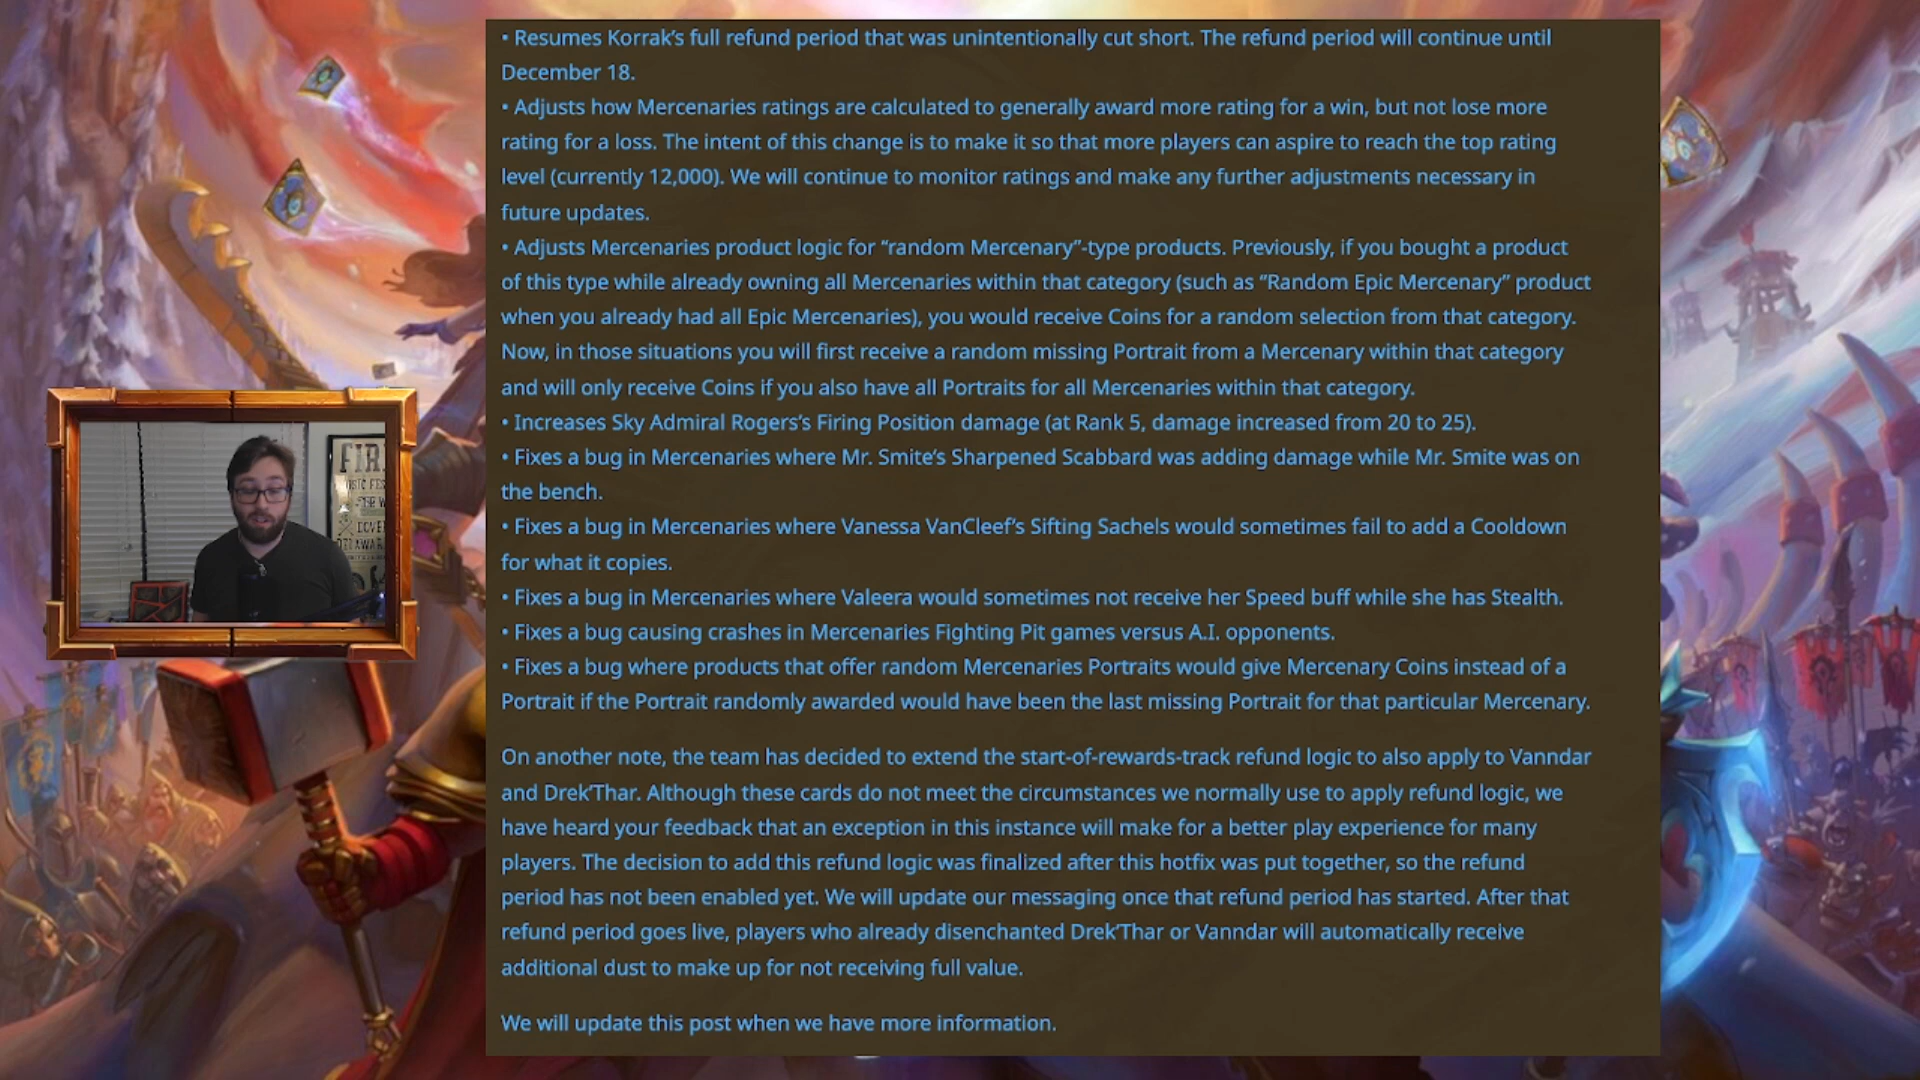 • Resumes Korrak's full refund period that was unintentionally cut short. The refund period will continue until
December 18.
• Adjusts how Mercenaries ratings are calculated to generally award more rating for a win, but not lose more
rating for a loss. The intent of this change is to make it so that more players can aspire to reach the top rating
level (currently 12,000). We will continue to monitor ratings and make any further adjustments necessary in
future updates.
• Adjusts Mercenaries product logic for “random Mercenary”-type products. Previously, if you bought a product
of this type while already owning all Mercenaries within that category (such as “Random Epic Mercenary” product
when you already had all Epic Mercenaries), you would receive Coins for a random selection from that category.
Now, in those situations you will first receive a random missing Portrait from a Mercenary within that category
and will only receive Coins if you also have all Portraits for all Mercenaries within that category.
• Increases Sky Admiral Rogers's Firing Position damage (at Rank 5, damage increased from 20 to 25).
• Fixes a bug in Mercenaries where Mr. Smite's Sharpened Scabbard was adding damage while Mr. Smite was on
the bench.
• Fixes a bug in Mercenaries where Vanessa VanCleef's Sifting Sachels would sometimes fail to add a Cooldown
for what it copies.
• Fixes a bug in Mercenaries where Valeera would sometimes not receive her Speed buff while she has Stealth.
• Fixes a bug causing crashes in Mercenaries Fighting Pit games versus A.I. opponents.
• Fixes a bug where products that offer random Mercenaries Portraits would give Mercenary Coins instead of a
Portrait if the Portrait randomly awarded would have been the last missing Portrait for that particular Mercenary.
On another note, the team has decided to extend the start-of-rewards-track refund logic to also apply to Vanndar
and Drek'Thar. Although these cards do not meet the circumstances we normally use to apply refund logic, we
have heard your feedback that an exception in this instance will make for a better play experience for many
players. The decision to add this refund logic was finalized after this hotfix was put together, so the refund
period has not been enabled yet. We will update our messaging once that refund period has started. After that
refund period goes live, players who already disenchanted Drek'Thar or Vanndar will automatically receive
additional dust to make up for not receiving full value.
We will update this post when we have more information.